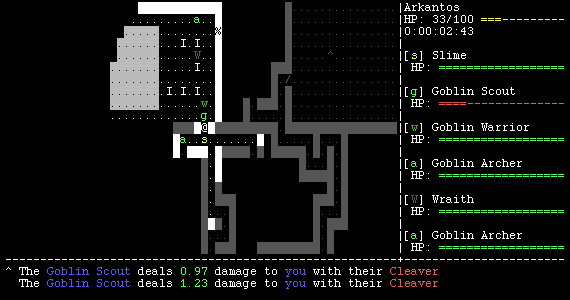 Arkantos
HP: 33/100 ===----------
0:00:02:43
[s] Slime
HP: ==================
[g] Goblin Scout
HP: ====--------------
[w] Goblin Warrior
HP: ==================
[a] Goblin Archer
HP: ==================
[W] Wraith
HP: ==================
[a] Goblin Archer
HP: ==================
^ The Goblin Scout deals 0.97 damage to you with their Cleaver
The Goblin Scout deals 1.23 damage to you with their Cleaver